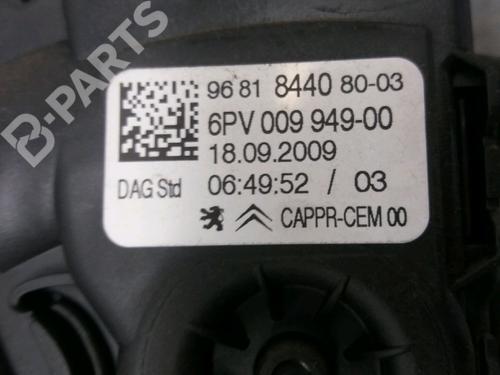 B-PARTS
96 81 8440 80-03
6PV 009 949-00
18.09.2009
DAG Std 06:49:52 / 03
CAPPR-CEM 00
B-PARTS